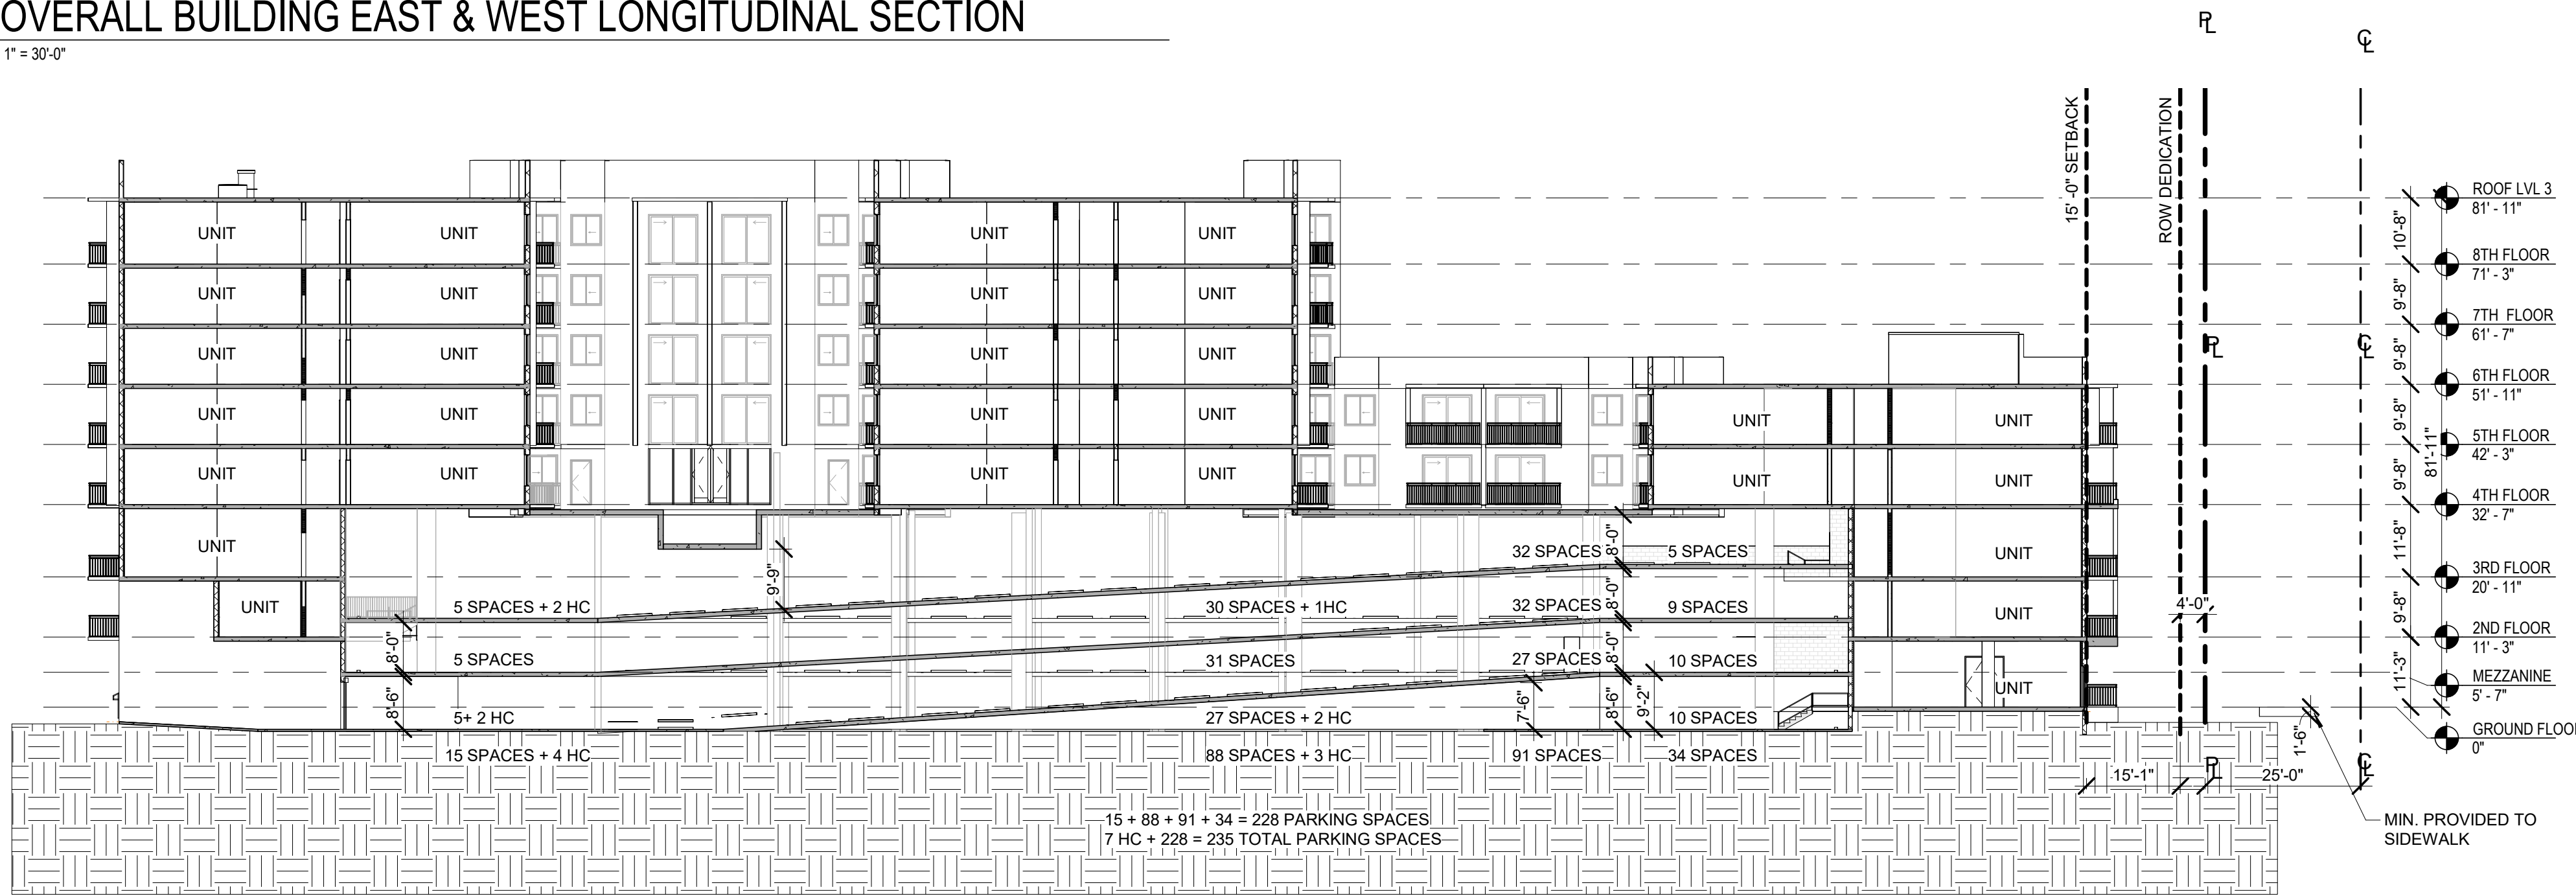 OVERALL BUILDING EAST & WEST LONGITUDINAL SECTION
1" = 30'-0"
PL
CL
15' -0" SETBACK
ROW DEDICATION
ROOF LVL 3
81' - 11"
10'-8"
UNIT UNIT UNIT UNIT
8TH FLOOR
71' - 3"
9'-8"
UNIT UNIT UNIT UNIT
7TH FLOOR
61' - 7"
PL CL
9'-8"
UNIT UNIT UNIT UNIT
6TH FLOOR
51' - 11"
9'-8"
UNIT UNIT UNIT UNIT UNIT UNIT
5TH FLOOR
42' - 3"
81'-11"
9'-8"
UNIT UNIT UNIT UNIT UNIT UNIT
4TH FLOOR
32' - 7"
8'-0"
11'-8"
UNIT 32 SPACES 5 SPACES UNIT
3RD FLOOR
20' - 11"
9'-9"
8'-0"
9'-8"
4'-0"
UNIT 5 SPACES + 2 HC 30 SPACES + 1HC 32 SPACES 9 SPACES UNIT
2ND FLOOR
11' - 3"
8'-0" 8'-0"
5 SPACES 31 SPACES 27 SPACES 10 SPACES
MEZZANINE
5' - 7"
11'-3"
UNIT
8'-6" 7'-6" 8'-6" 9'-2"
5+ 2 HC 27 SPACES + 2 HC 10 SPACES
GROUND FLOO
0"
1'-6"
15 SPACES + 4 HC 88 SPACES + 3 HC 91 SPACES 34 SPACES
PL CL
15'-1" 25'-0"
15 + 88 + 91 + 34 = 228 PARKING SPACES
7 HC + 228 = 235 TOTAL PARKING SPACES
MIN. PROVIDED TO
SIDEWALK